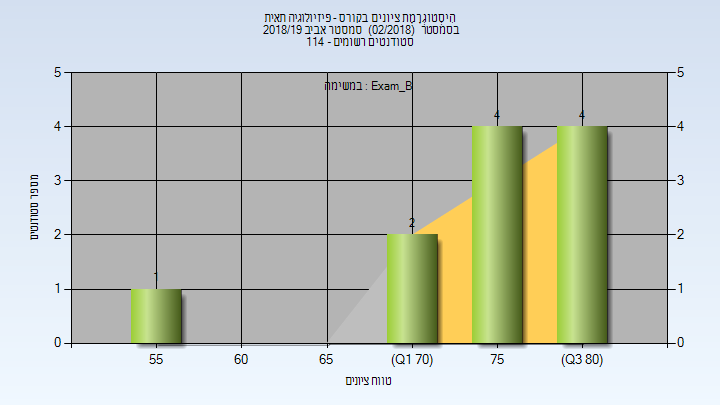 היסטוגרמת ציונים בקורס - פיזיולוגיה תאית
בסמסטר (02/2018) סמסטר אביב 2018/19
סטודנטים רשומים - 114
במשימה : Exam_B
מספר סטודנטים
5
4
3
2
1
0
5
4
3
2
1
0
1
2
4
4
55
60
65
(Q1 70)
75
(Q3 80)
טווח ציונים